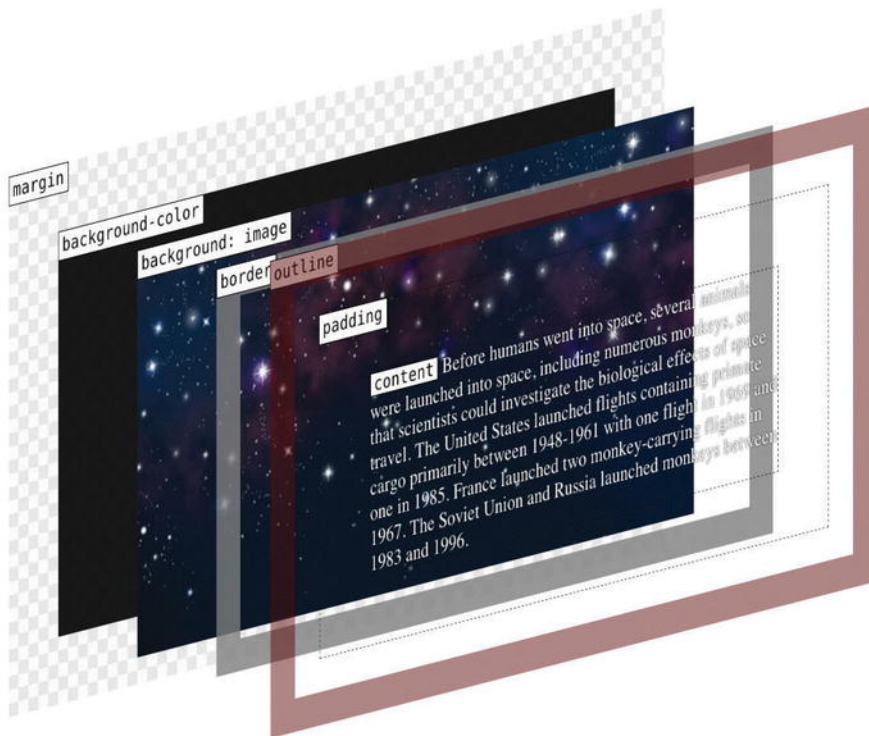 margin
background-color
background: image
border
outline
padding
content Before humans went into space, several animals
were launched into space, including numerous monkeys, so
that scientists could investigate the biological effects of space
travel. The United States launched flights containing primate
cargo primarily between 1948-1961 with one flight in 1969 and
one in 1985. France launched two monkey-carrying flights in
1967. The Soviet Union and Russia launched monkeys between
1983 and 1996.